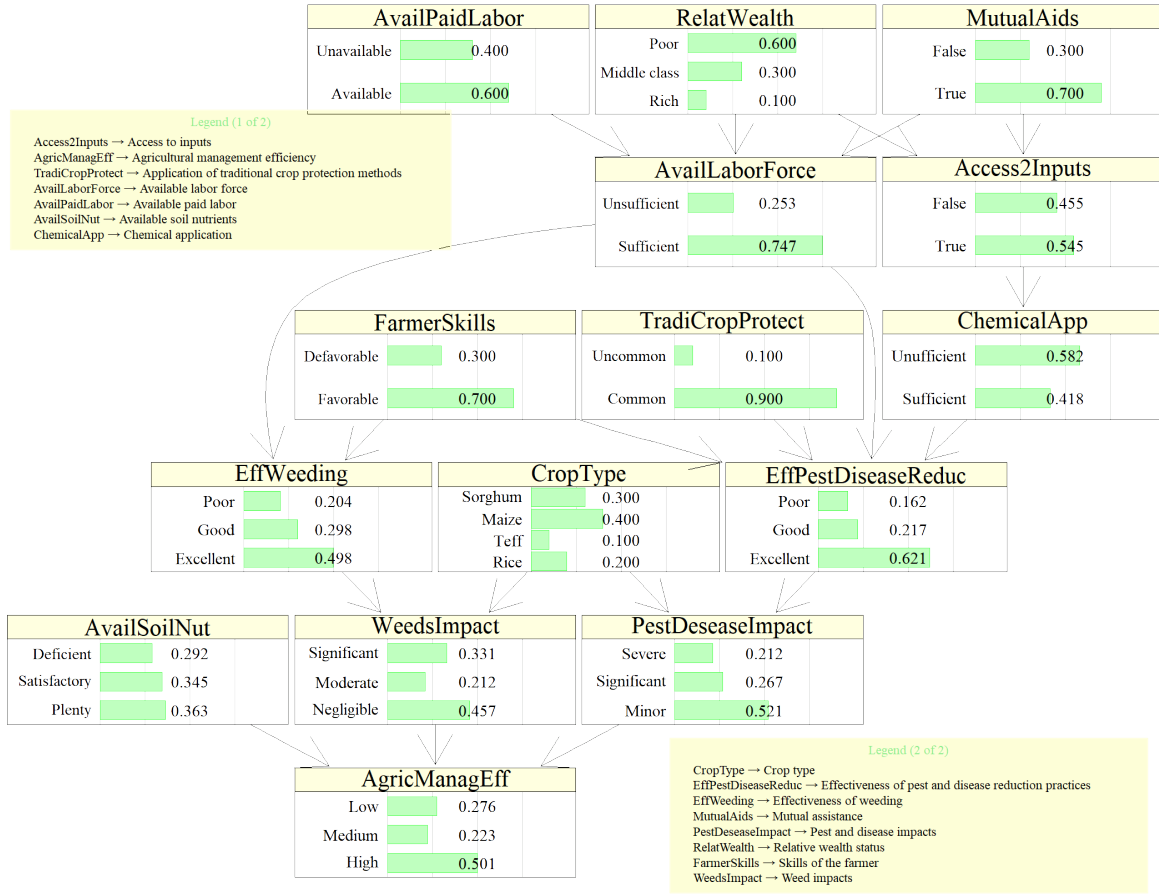 AvailPaidLabor
Unavailable 0.400
Available 0.600
RelatWealth
Poor 0.600
Middle class 0.300
Rich 0.100
MutualAids
False 0.300
True 0.700
Legend (1 of 2)
Access2Inputs → Access to inputs
AgricManagEff → Agricultural management efficiency
TradiCropProtect → Application of traditional crop protection methods
AvailLaborForce → Available labor force
AvailPaidLabor → Available paid labor
AvailSoilNut → Available soil nutrients
ChemicalApp → Chemical application
AvailLaborForce
Unsufficient 0.253
Sufficient 0.747
Access2Inputs
False 0.455
True 0.545
FarmerSkills
Defavorable 0.300
Favorable 0.700
TradiCropProtect
Uncommon 0.100
Common 0.900
ChemicalApp
Unufficient 0.582
Sufficient 0.418
EffWeeding
Poor 0.204
Good 0.298
Excellent 0.498
CropType
Sorghum 0.300
Maize 0.400
Teff 0.100
Rice 0.200
EffPestDiseaseReduc
Poor 0.162
Good 0.217
Excellent 0.621
AvailSoilNut
Deficient 0.292
Satisfactory 0.345
Plenty 0.363
WeedsImpact
Significant 0.331
Moderate 0.212
Negligible 0.457
PestDeseaseImpact
Severe 0.212
Significant 0.267
Minor 0.521
AgricManagEff
Low 0.276
Medium 0.223
High 0.501
Legend (2 of 2)
CropType → Crop type
EffPestDiseaseReduc → Effectiveness of pest and disease reduction practices
EffWeeding → Effectiveness of weeding
MutualAids → Mutual assistance
PestDeseaseImpact → Pest and disease impacts
RelatWealth → Relative wealth status
FarmerSkills → Skills of the farmer
WeedsImpact → Weed impacts